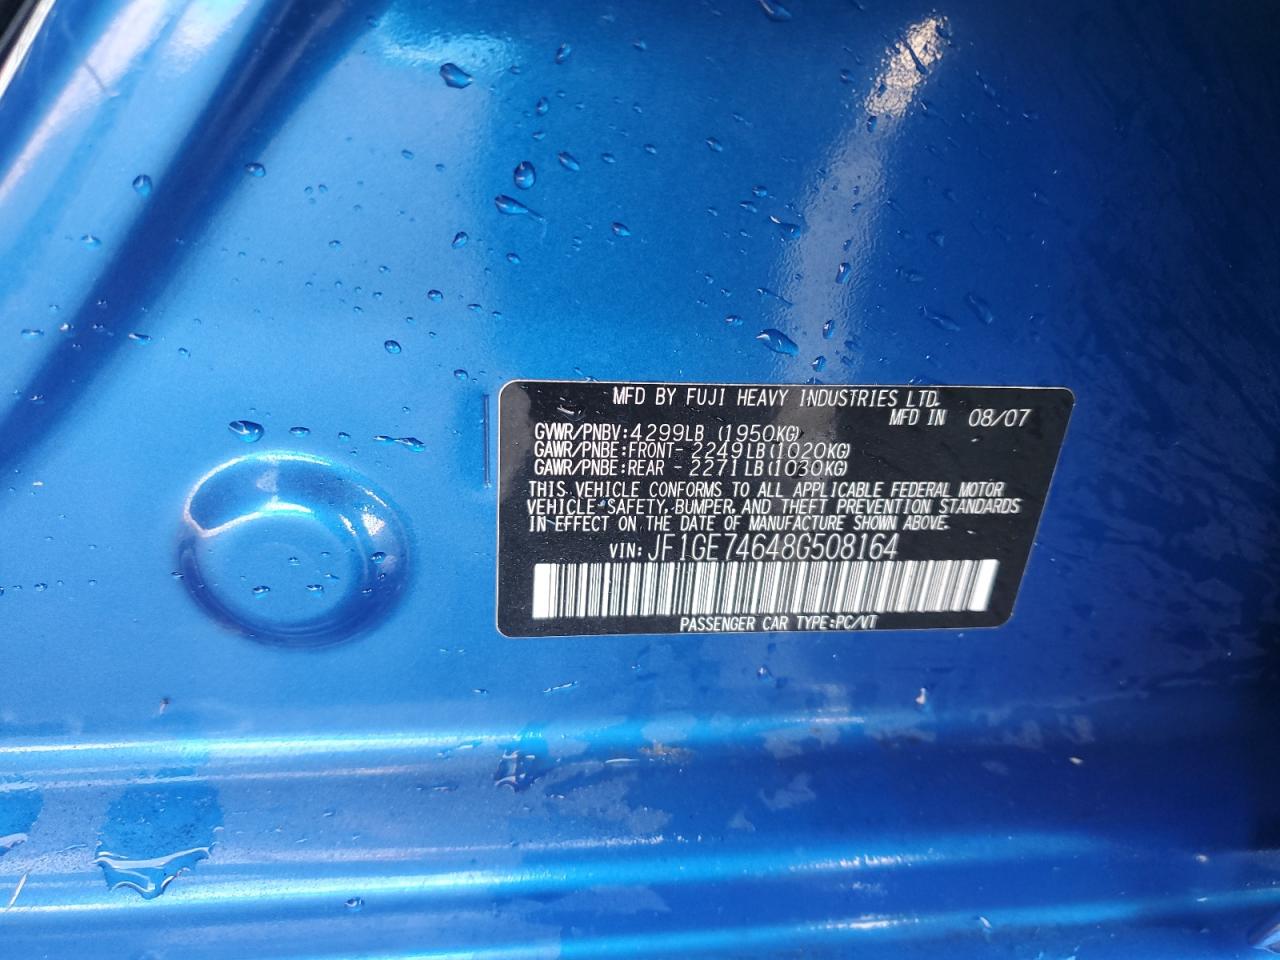 MFD BY FUJI HEAVY INDUSTRIES LTD.
MFD IN 08/07
GVWR/PNBV:4299LB (1950KG)
GAWR/PNBE:FRONT- 2249LB(1020KG)
GAWR/PNBE:REAR - 2271LB(1030KG)
THIS VEHICLE CONFORMS TO ALL APPLICABLE FEDERAL MOTOR
VEHICLE SAFETY, BUMPER, AND THEFT PREVENTION STANDARDS
IN EFFECT ON THE DATE OF MANUFACTURE SHOWN ABOVE.
VIN: JF1GE74648G508164
PASSENGER CAR TYPE:PC/VT